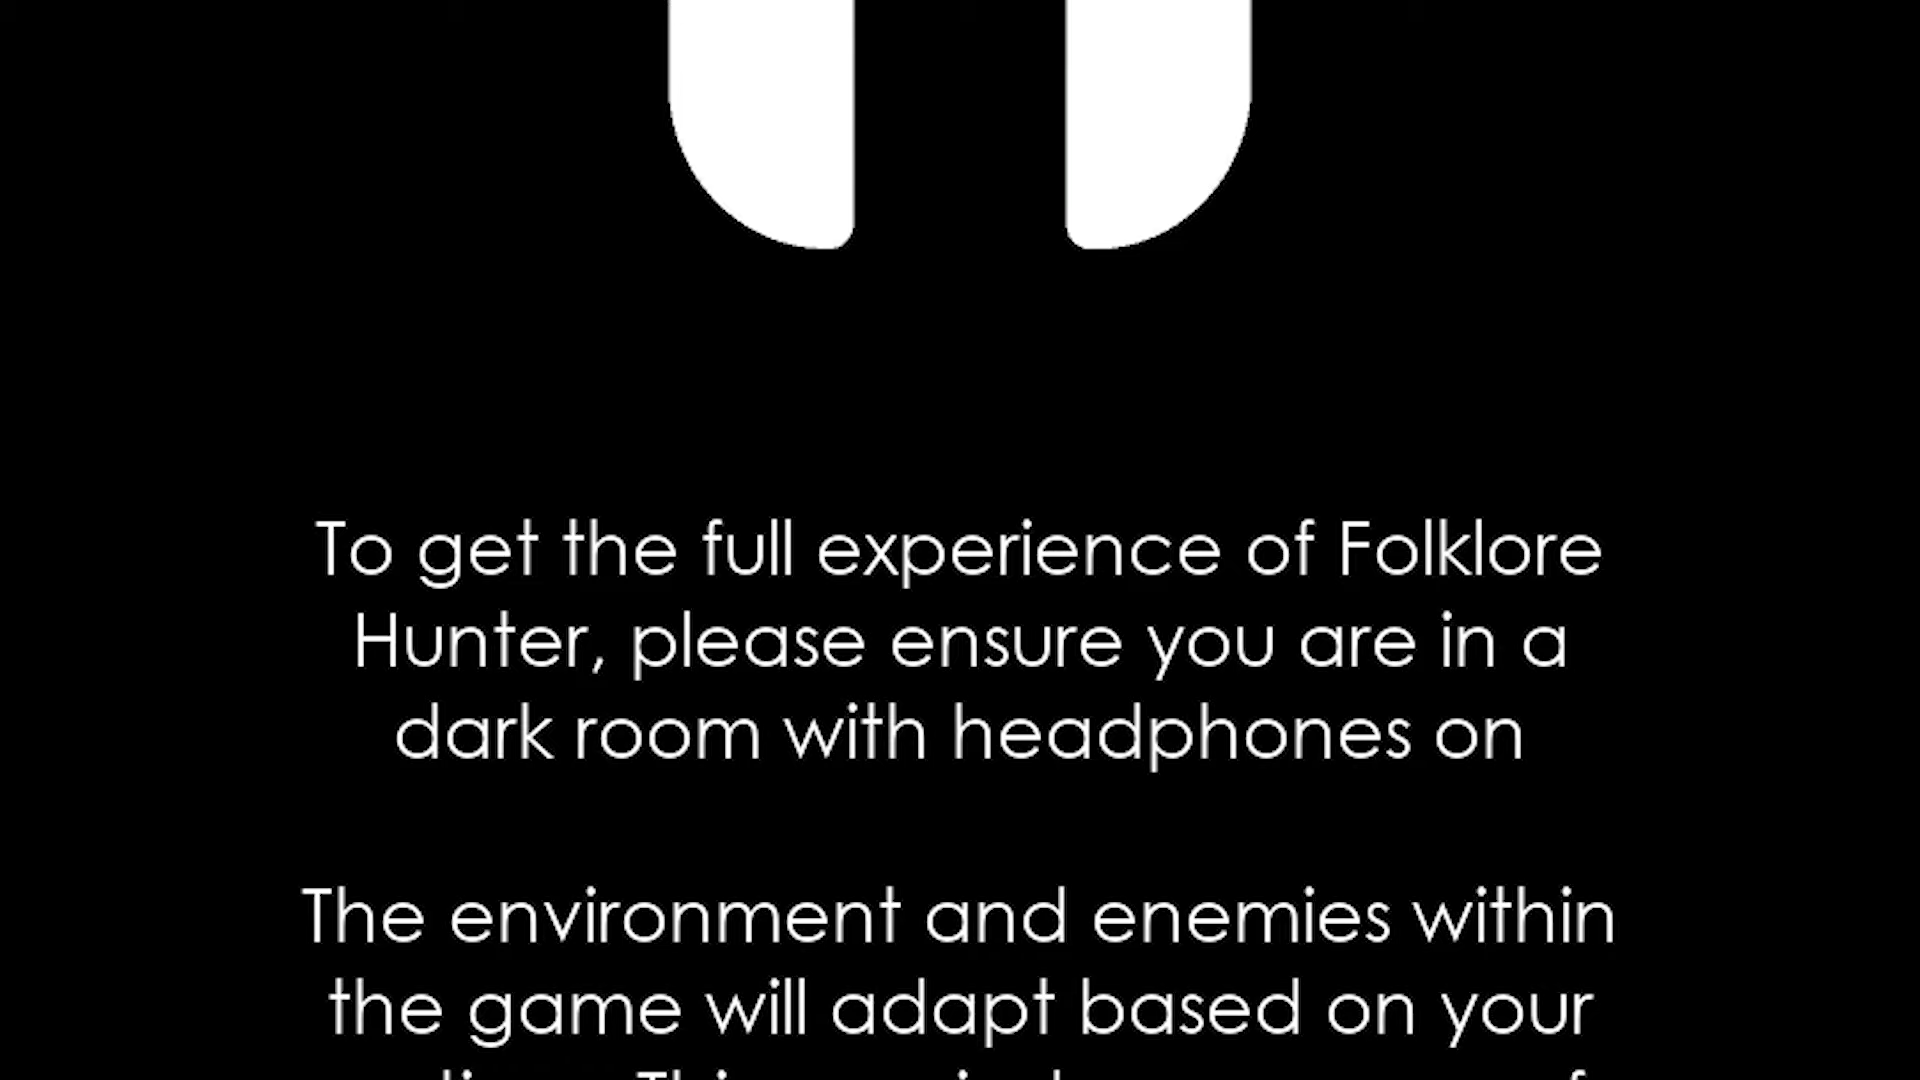 To get the full experience of Folklore
Hunter, please ensure you are in a
dark room with headphones on
The environment and enemies within
the game will adapt based on your